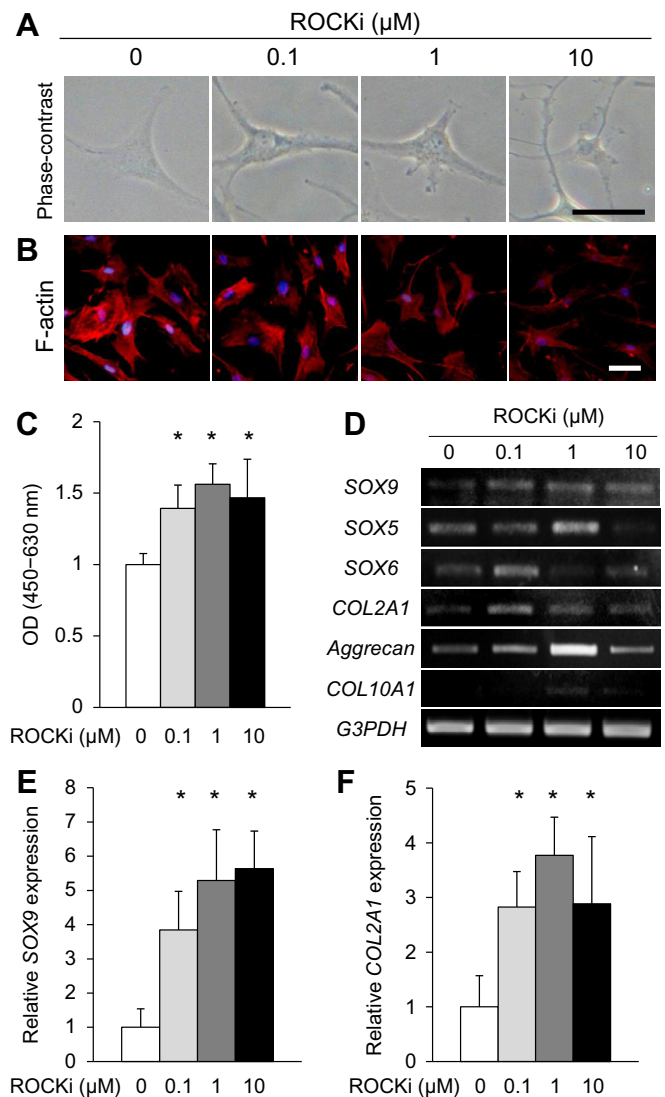 A
ROCKi (µM)
0 0.1 1 10
Phase-contrast
B
F-actin
C
OD (450–630 nm)
2
1.5
1
0.5
0
* * *
ROCKi (µM) 0 0.1 1 10
D
ROCKi (µM)
0 0.1 1 10
SOX9
SOX5
SOX6
COL2A1
Aggrecan
COL10A1
G3PDH
E
Relative SOX9 expression
8
7
6
5
4
3
2
1
0
* * *
ROCKi (µM) 0 0.1 1 10
F
Relative COL2A1 expression
5
4
3
2
1
0
* * *
ROCKi (µM) 0 0.1 1 10